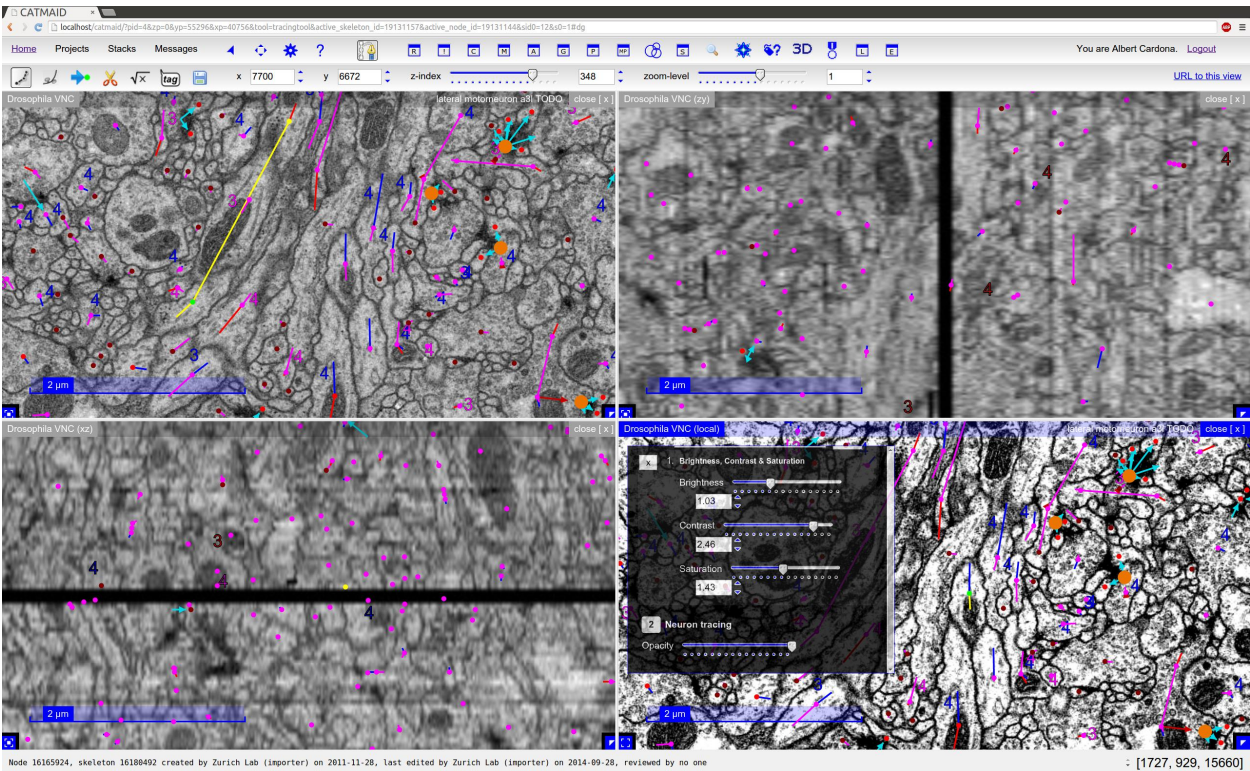 CATMAID
localhost/catmaid/?pid=4&zp=0&yp=55296&xp=40756&tool=tracingtool&active_skeleton_id=19131157&active_node_id=19131144&sid0=12&s0=1#dg
Home Projects Stacks Messages ? R ! C M A G P MP S ? 3D L E You are Albert Cardona. Logout
√x tag x 7700 y 6672 z-index 348 zoom-level 1 URL to this view
Drosophila VNC lateral motorneuron a3l TODO close [ x ]
Drosophila VNC (zy) close [ x ]
2 µm
2 µm
Drosophila VNC (xz) close [ x ]
Drosophila VNC (local) lateral motorneuron a3l TODO close [ x ]
x 1. Brightness, Contrast & Saturation
Brightness
1.03
Contrast
2.46
Saturation
1.43
2 Neuron tracing
Opacity
2 µm
2 µm
Node 16165924, skeleton 16180492 created by Zurich Lab (importer) on 2011-11-28, last edited by Zurich Lab (importer) on 2014-09-28, reviewed by no one [1727, 929, 15660]